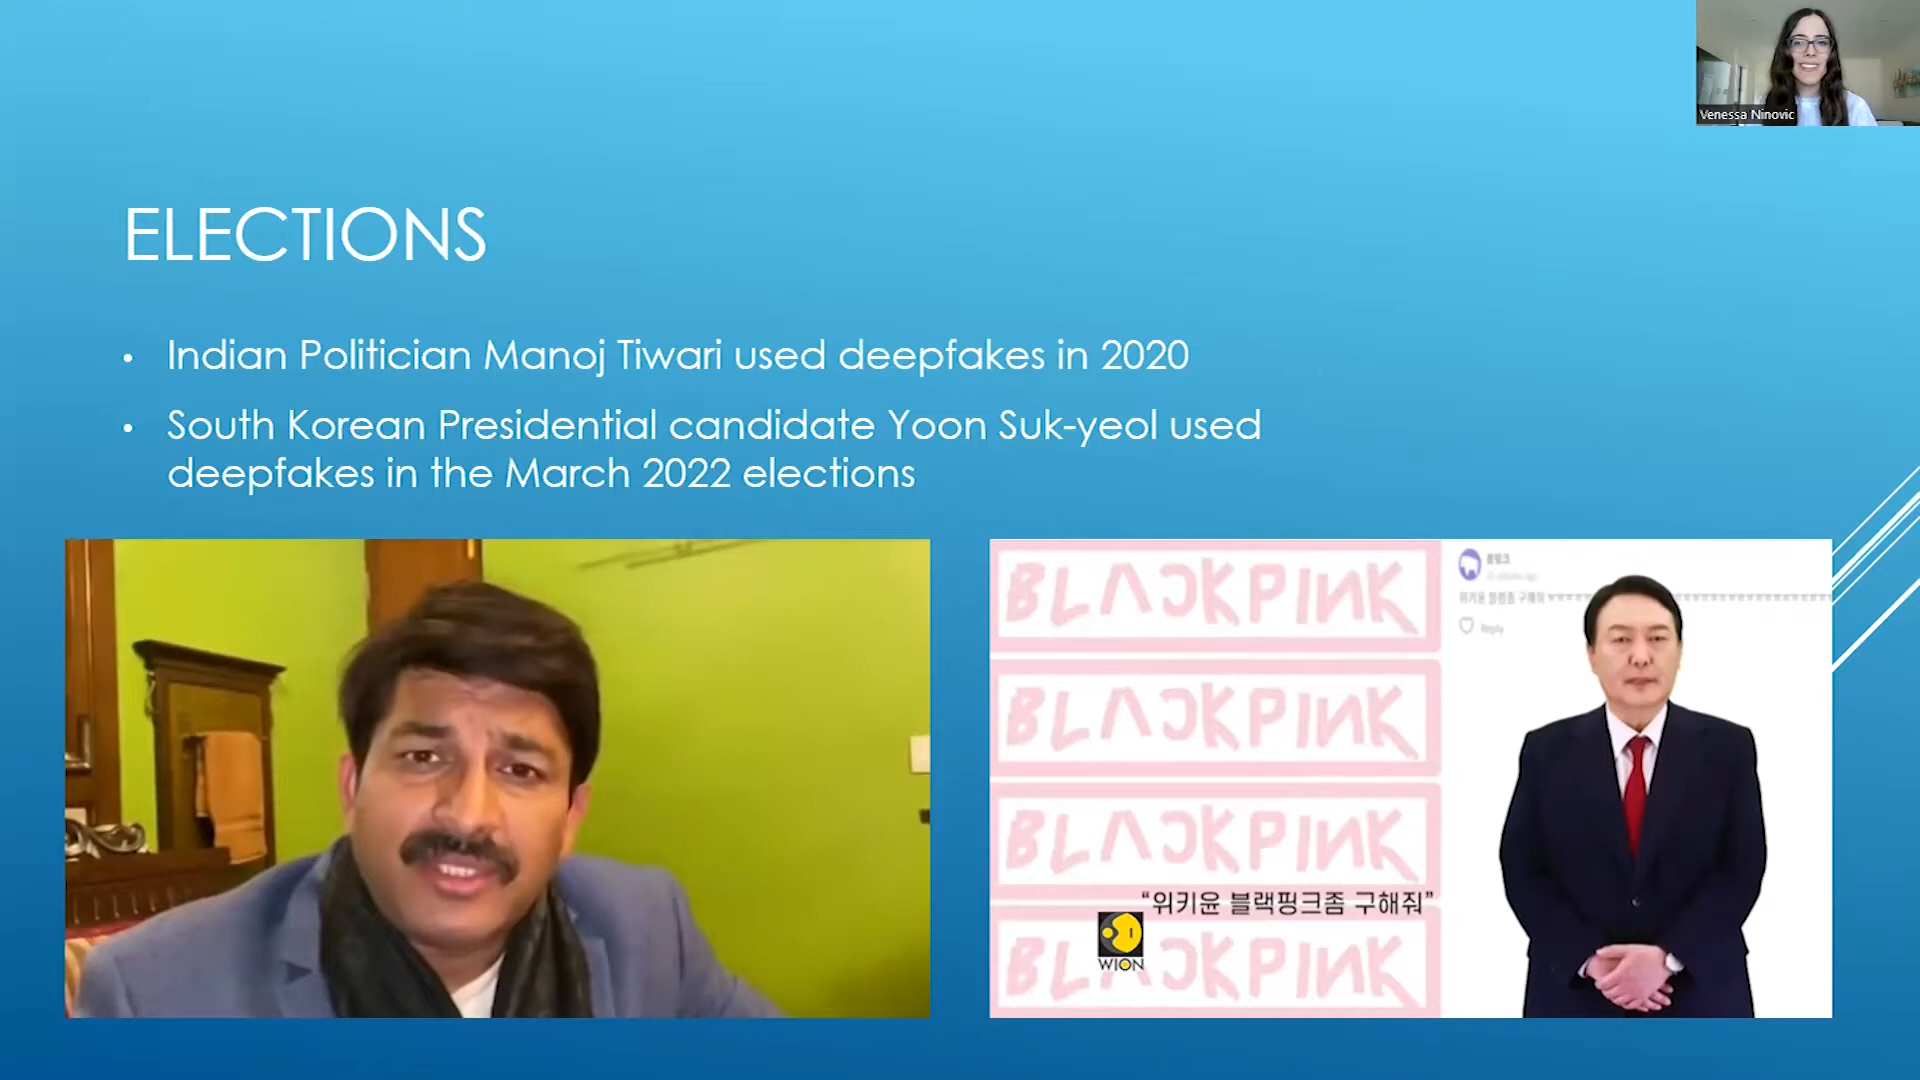 Venessa Ninovic
ELECTIONS
• Indian Politician Manoj Tiwari used deepfakes in 2020
• South Korean Presidential candidate Yoon Suk-yeol used
deepfakes in the March 2022 elections
BLACKPINK
BLACKPINK
BLACKPINK
BLACKPINK
Reply
"위키윤 블랙핑크좀 구해줘"
WION